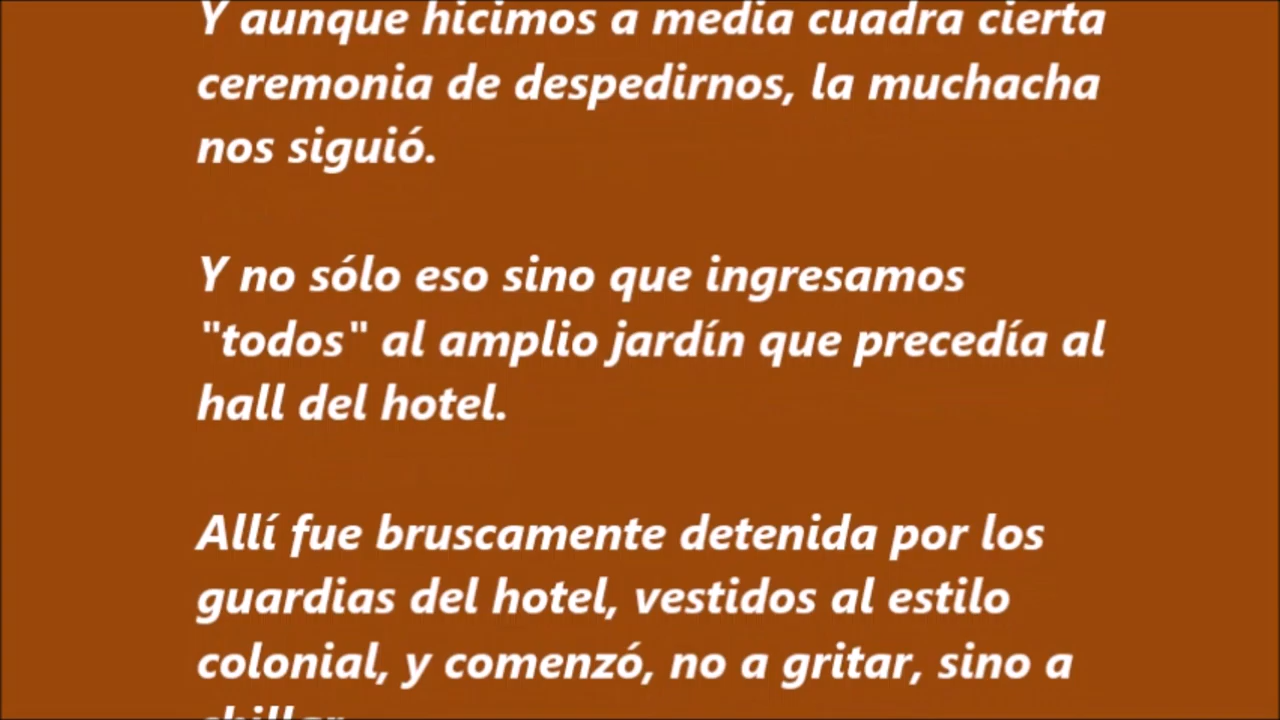 Y aunque hicimos a media cuadra cierta
ceremonia de despedirnos, la muchacha
nos siguió.
Y no sólo eso sino que ingresamos
"todos" al amplio jardín que precedía al
hall del hotel.
Allí fue bruscamente detenida por los
guardias del hotel, vestidos al estilo
colonial, y comenzó, no a gritar, sino a